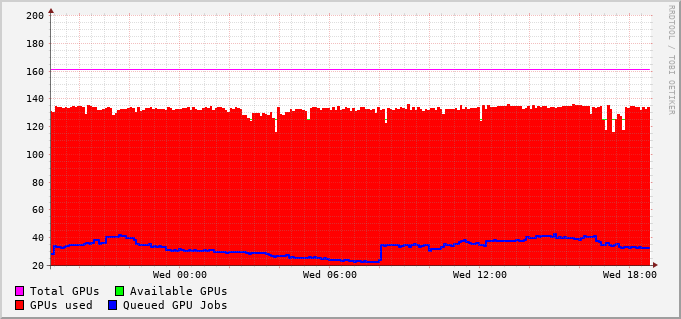 200
180
160
140
120
100
80
60
40
20
Wed 00:00 Wed 06:00 Wed 12:00 Wed 18:00
Total GPUs Available GPUs
GPUs used Queued GPU Jobs
RRDTOOL / TOBI OETIKER